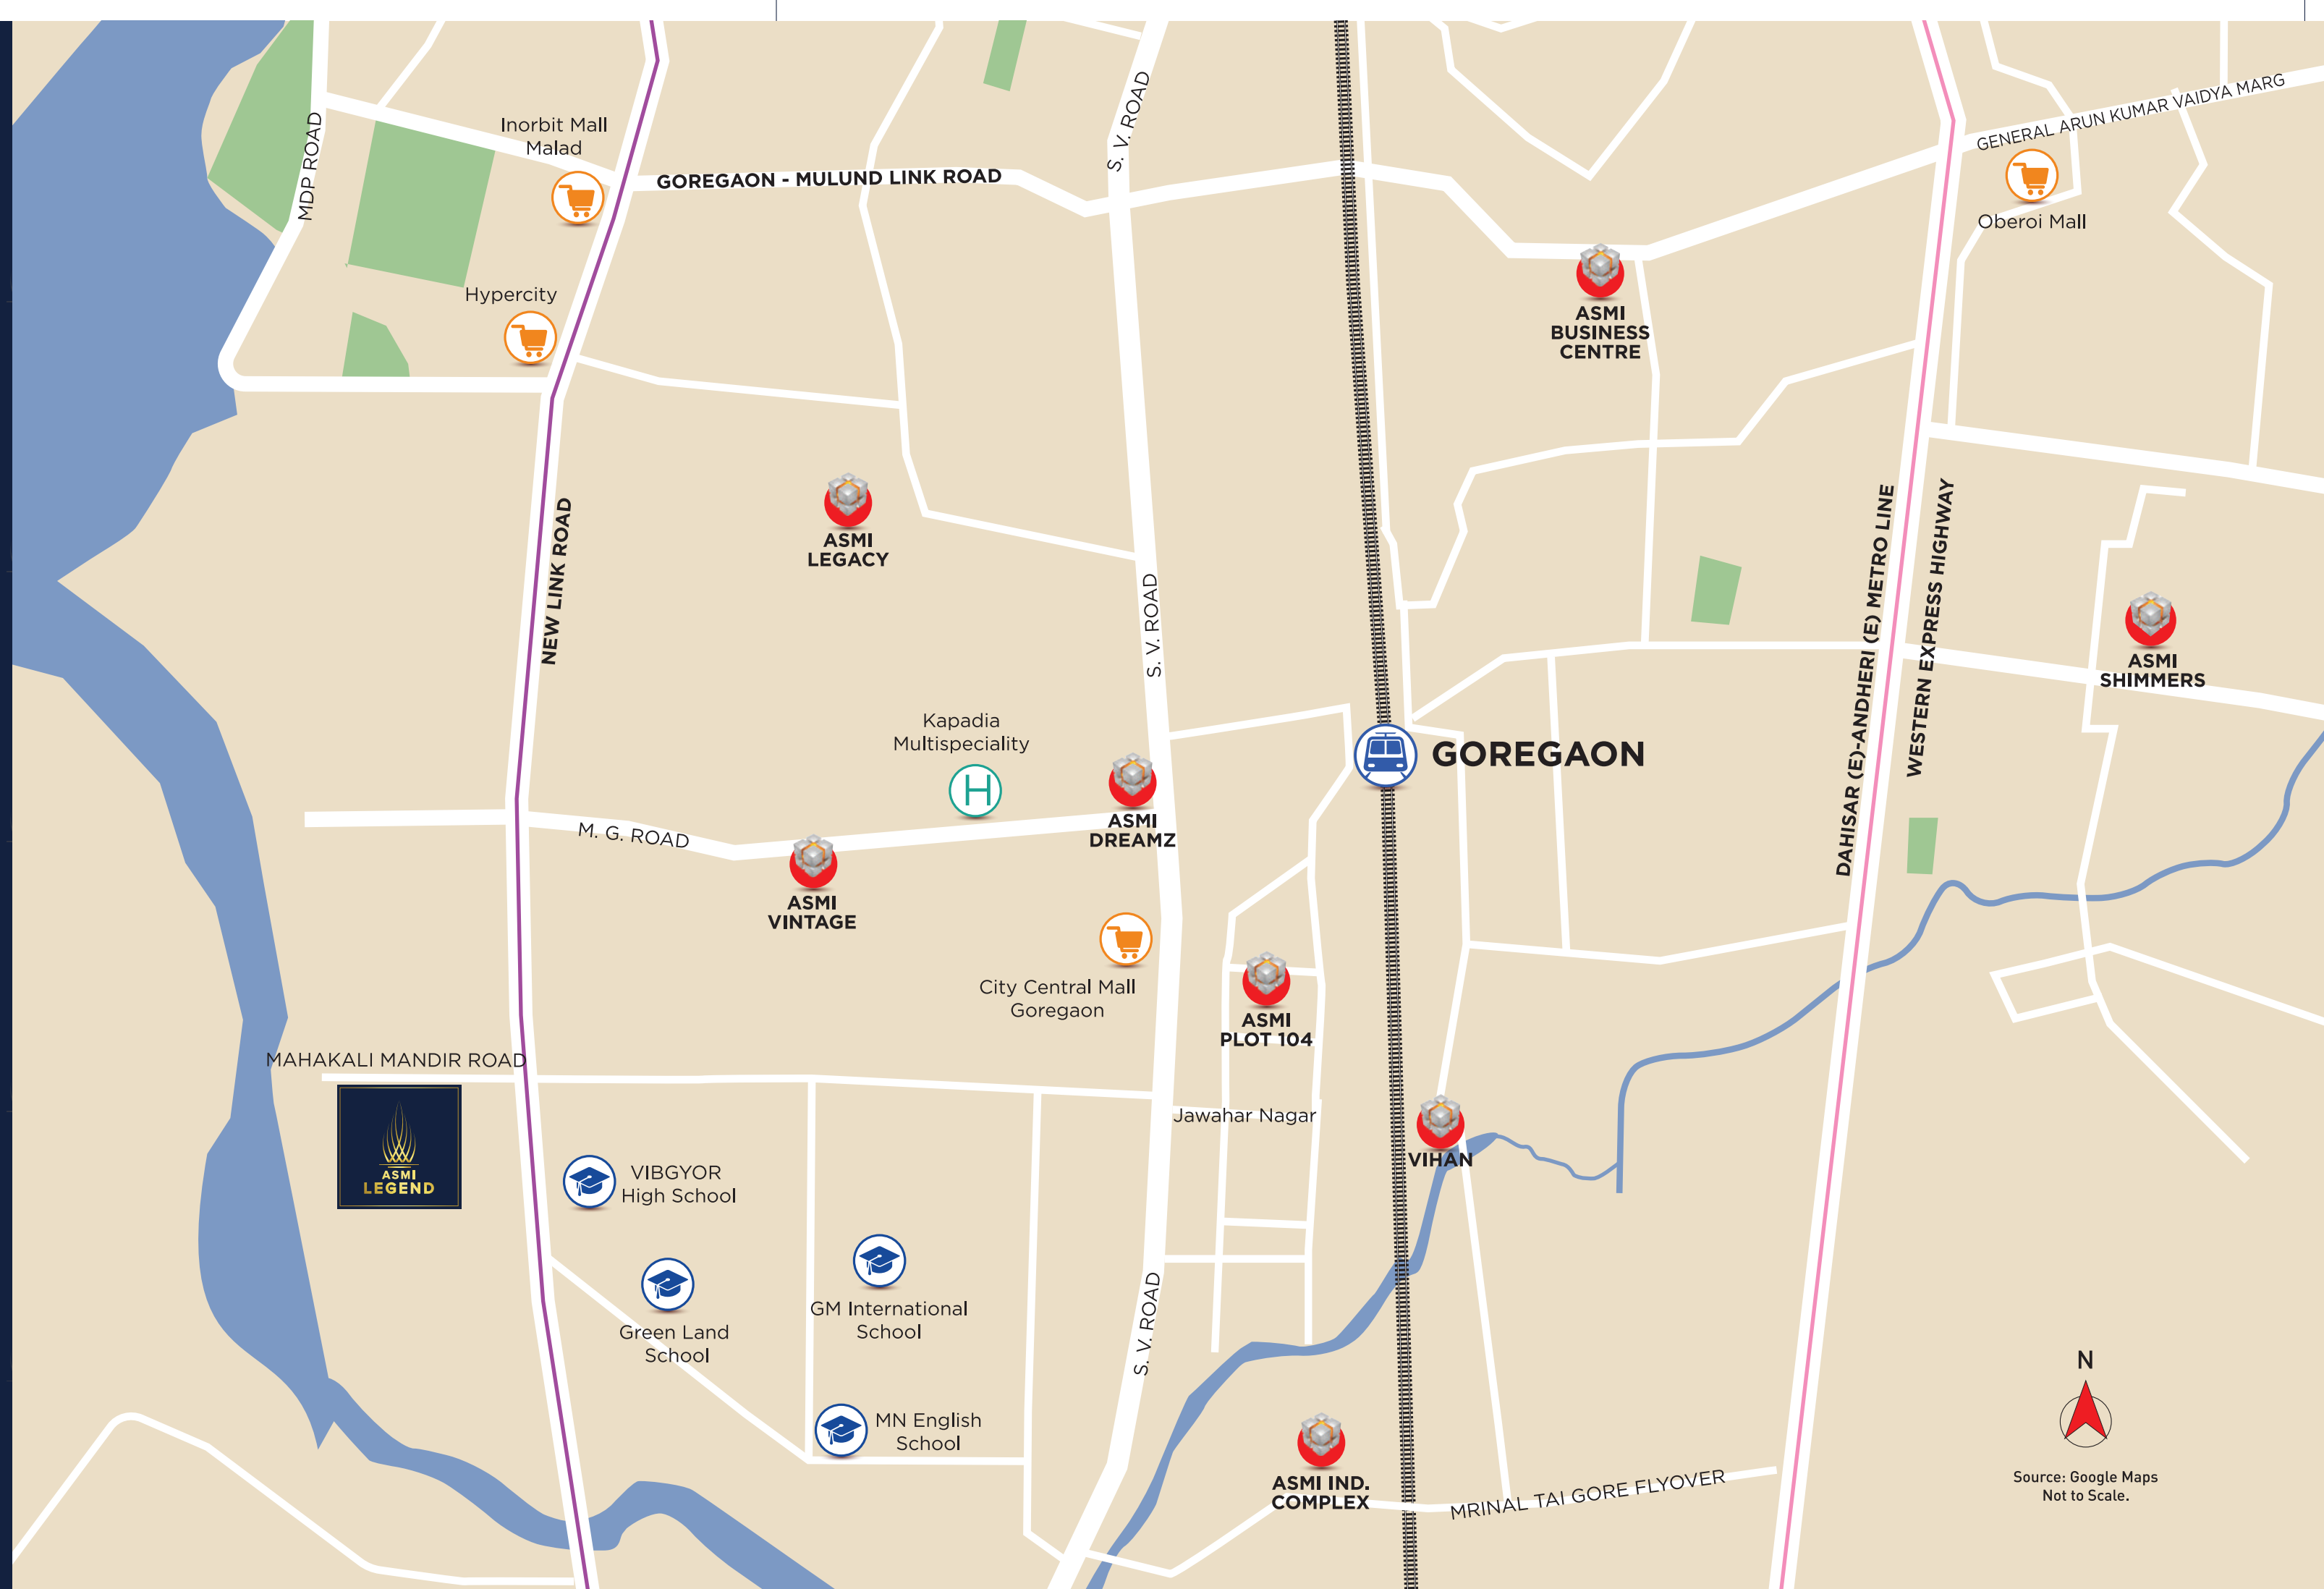 MDP ROAD
Inorbit Mall
Malad
Hypercity
GOREGAON - MULUND LINK ROAD
S. V. ROAD
GENERAL ARUN KUMAR VAIDYA MARG
Oberoi Mall
ASMI
BUSINESS
CENTRE
NEW LINK ROAD
ASMI
LEGACY
S. V. ROAD
DAHISAR (E)-ANDHERI (E) METRO LINE
WESTERN EXPRESS HIGHWAY
ASMI
SHIMMERS
Kapadia
Multispeciality
H
GOREGAON
M. G. ROAD
ASMI
DREAMZ
ASMI
VINTAGE
City Central Mall
Goregaon
ASMI
PLOT 104
MAHAKALI MANDIR ROAD
Jawahar Nagar
ASMI
LEGEND
VIBGYOR
High School
VIHAN
GM International
School
Green Land
School
S. V. ROAD
MN English
School
ASMI IND.
COMPLEX
MRINAL TAI GORE FLYOVER
N
Source: Google Maps
Not to Scale.